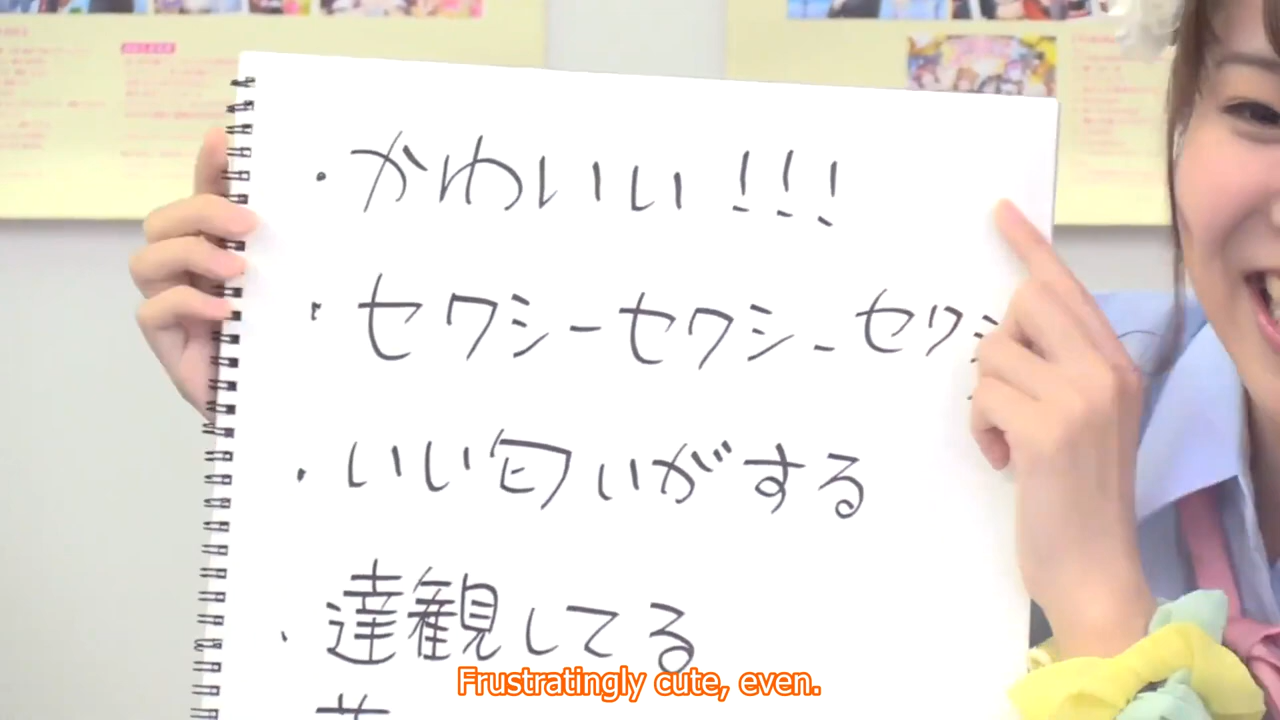 ・かわいい!!!
・セクシーセクシーセク
・いい匂いがする
・達観してる
Frustratingly cute, even.